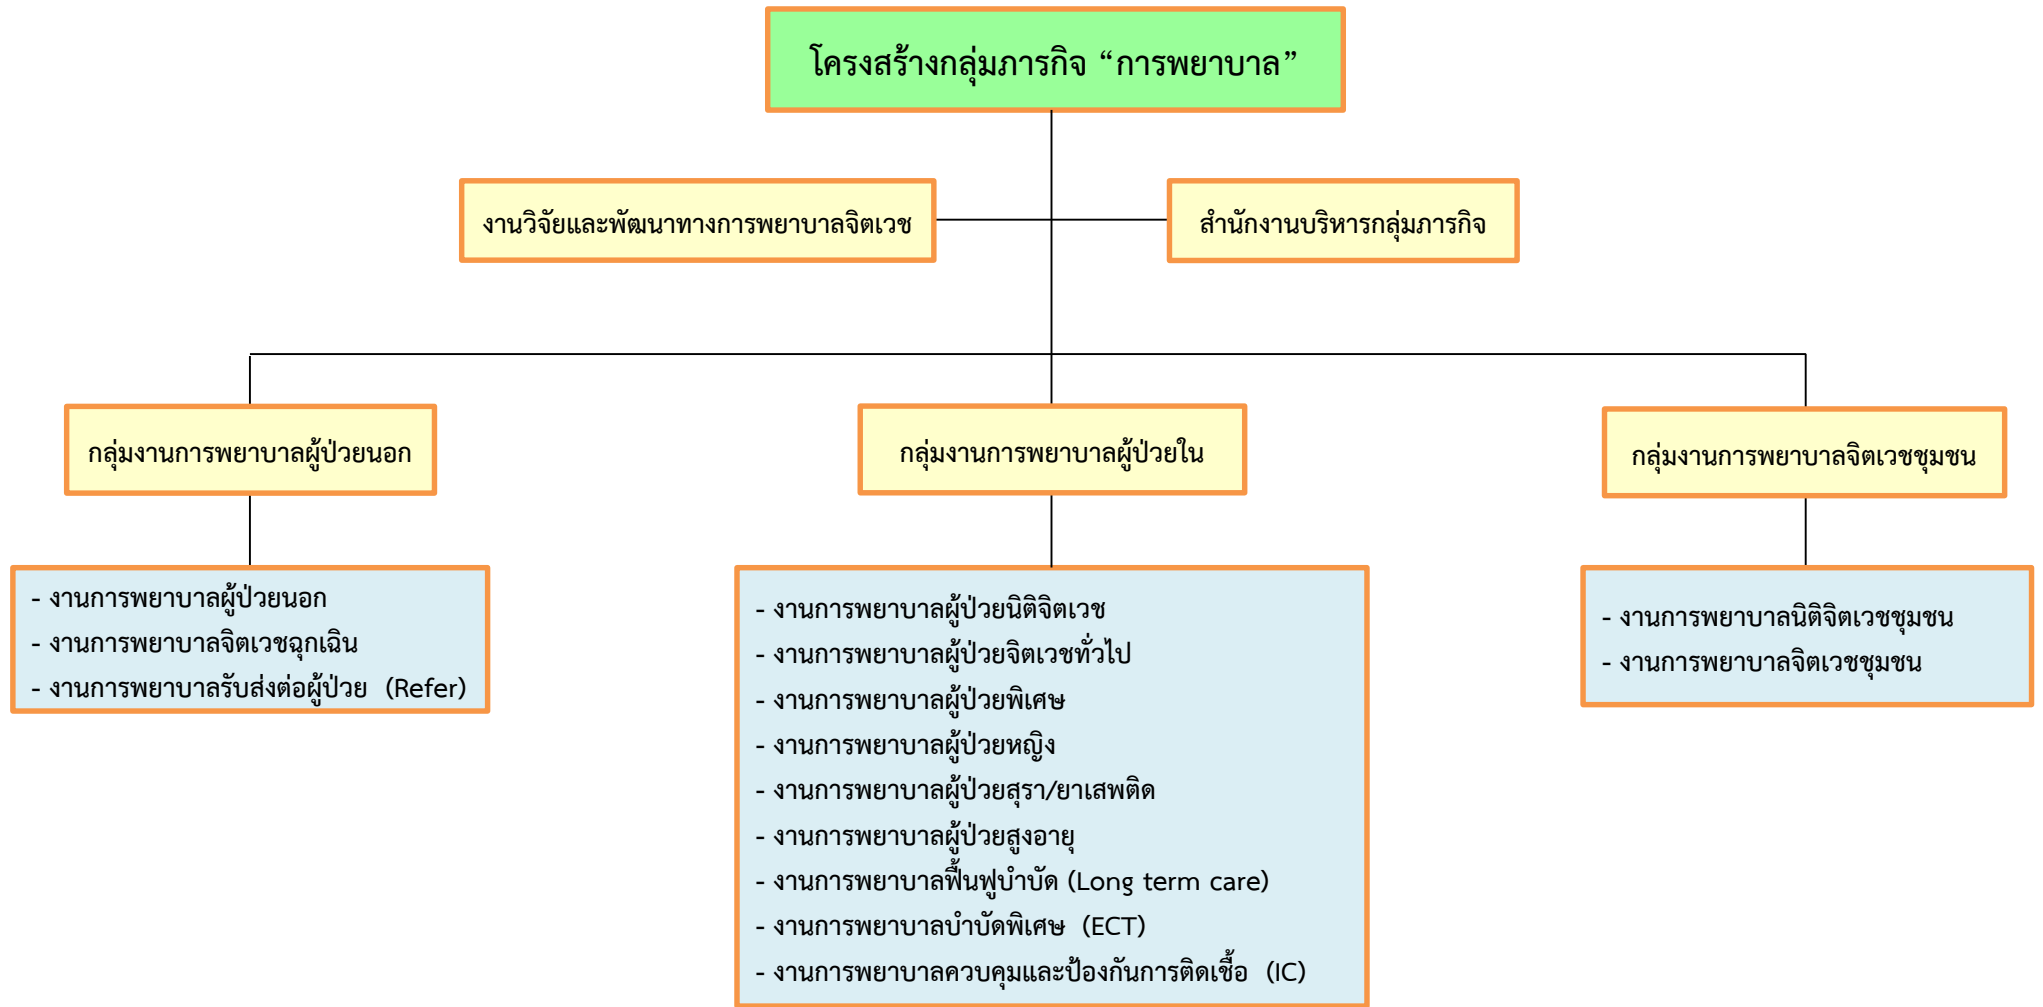 โครงสร้างกลุ่มภารกิจ “การพยาบาล”
งานวิจัยและพัฒนาทางการพยาบาลจิตเวช
สำนักงานบริหารกลุ่มภารกิจ
กลุ่มงานการพยาบาลผู้ป่วยนอก
กลุ่มงานการพยาบาลผู้ป่วยใน
กลุ่มงานการพยาบาลจิตเวชชุมชน
- งานการพยาบาลผู้ป่วยนอก
- งานการพยาบาลจิตเวชฉุกเฉิน
- งานการพยาบาลรับส่งต่อผู้ป่วย (Refer)
- งานการพยาบาลผู้ป่วยนิติจิตเวช
- งานการพยาบาลผู้ป่วยจิตเวชทั่วไป
- งานการพยาบาลผู้ป่วยพิเศษ
- งานการพยาบาลผู้ป่วยหญิง
- งานการพยาบาลผู้ป่วยสุรา/ยาเสพติด
- งานการพยาบาลผู้ป่วยสูงอายุ
- งานการพยาบาลฟื้นฟูบำบัด (Long term care)
- งานการพยาบาลบำบัดพิเศษ (ECT)
- งานการพยาบาลควบคุมและป้องกันการติดเชื้อ (IC)
- งานการพยาบาลนิติจิตเวชชุมชน
- งานการพยาบาลจิตเวชชุมชน